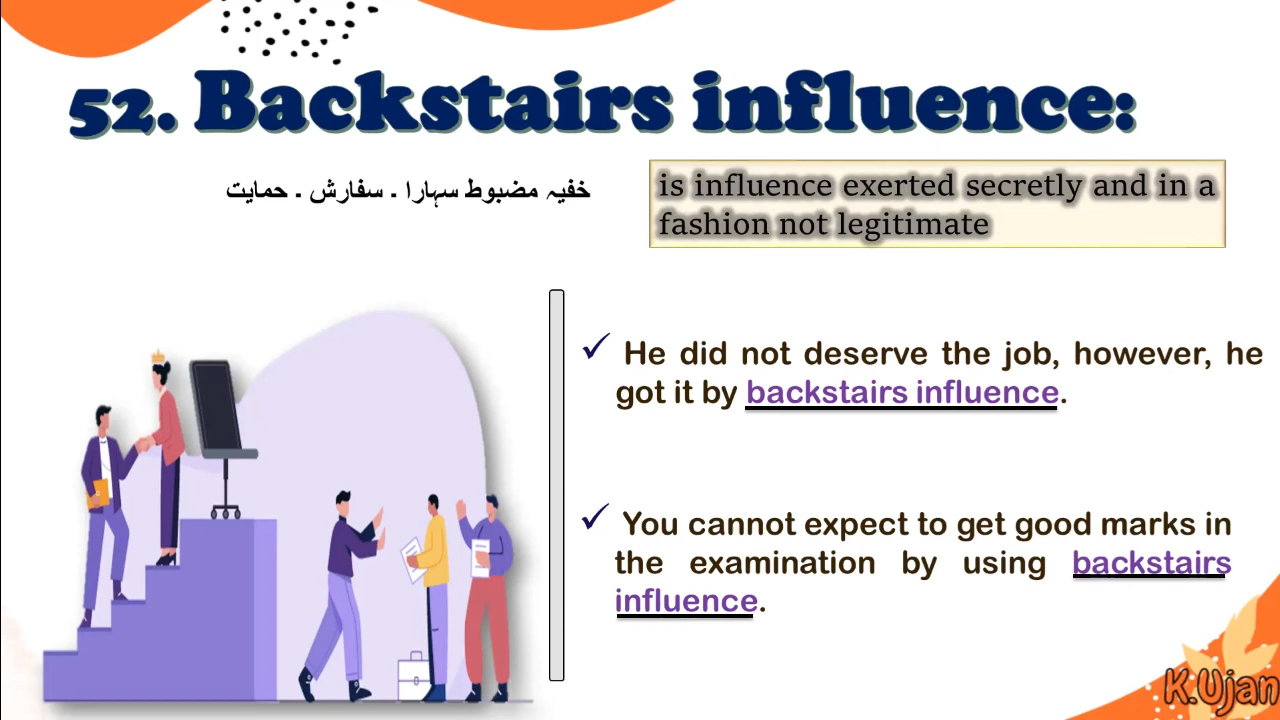 52. Backstairs influence:
خفیہ مضبوط سہارا ۔ سفارش ۔ حمایت
is influence exerted secretly and in a
fashion not legitimate
He did not deserve the job, however, he
got it by backstairs influence.
You cannot expect to get good marks in
the examination by using backstairs
influence.
K.Ujan